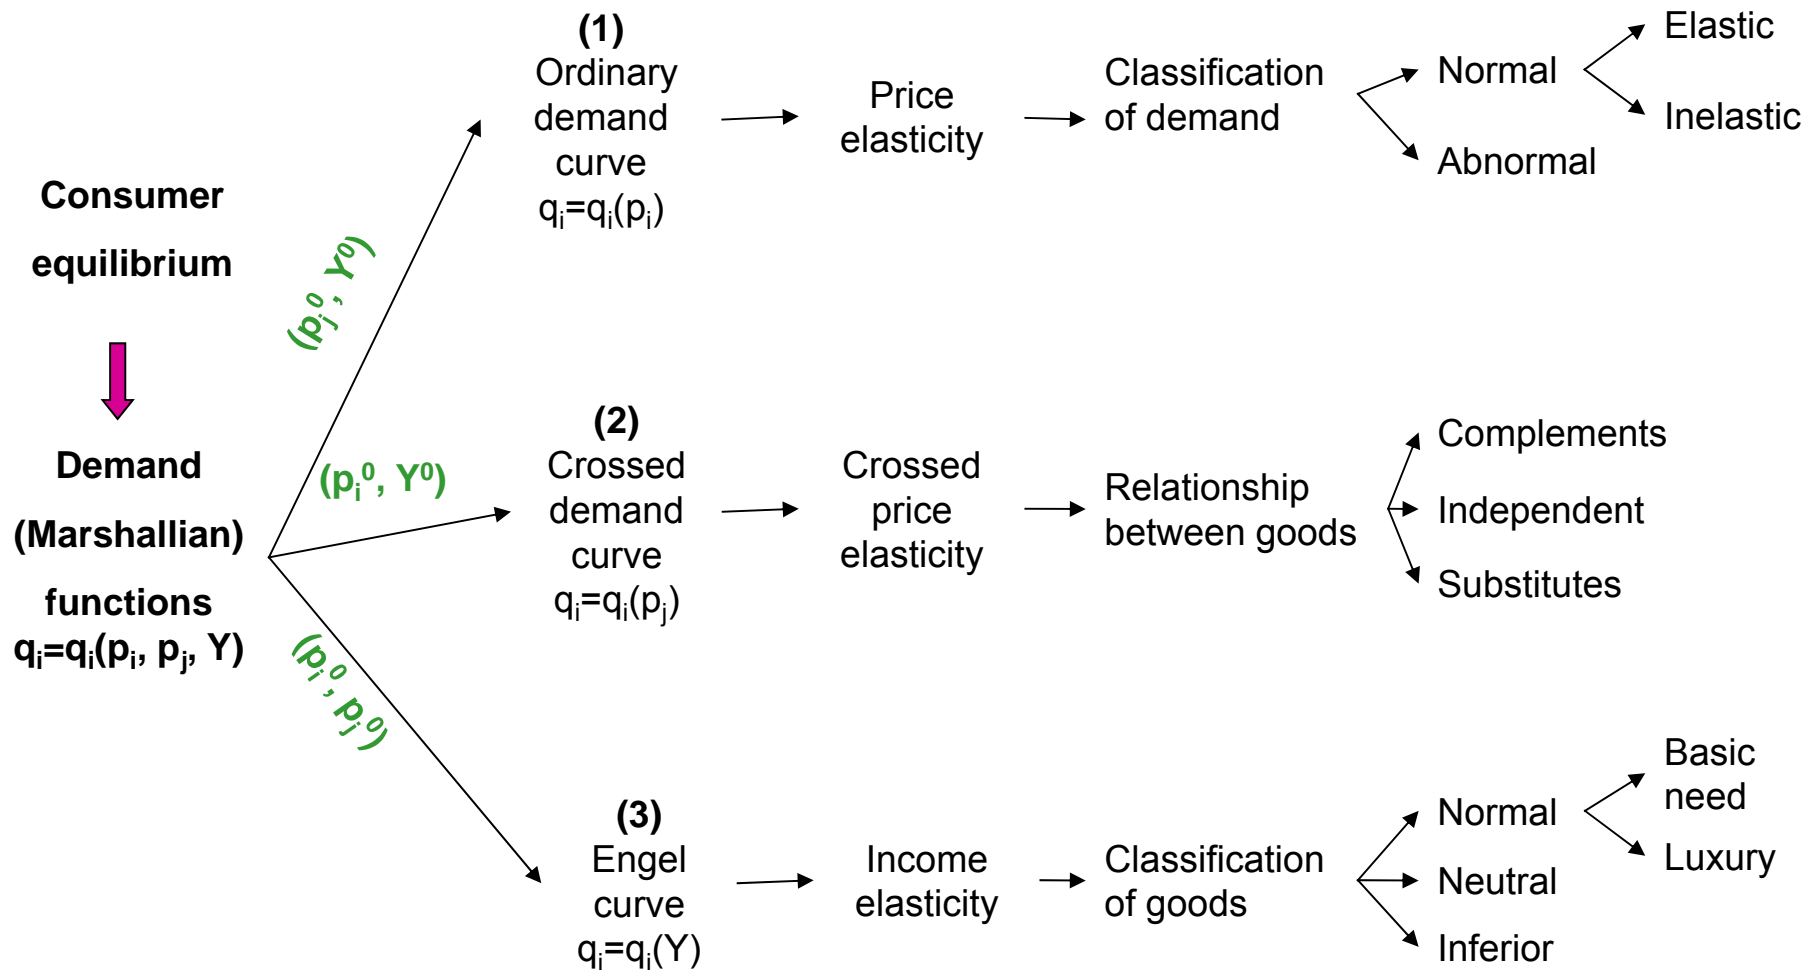 Consumer
equilibrium
Demand
(Marshallian)
functions
qᵢ=qᵢ(pᵢ, pⱼ, Y)
(pⱼ⁰, Y⁰)
(pᵢ⁰, Y⁰)
(pᵢ⁰, pⱼ⁰)
(1)
Ordinary
demand
curve
qᵢ=qᵢ(pᵢ)
Price
elasticity
Classification
of demand
Normal
Abnormal
Elastic
Inelastic
(2)
Crossed
demand
curve
qᵢ=qᵢ(pⱼ)
Crossed
price
elasticity
Relationship
between goods
Complements
Independent
Substitutes
(3)
Engel
curve
qᵢ=qᵢ(Y)
Income
elasticity
Classification
of goods
Normal
Neutral
Inferior
Basic
need
Luxury